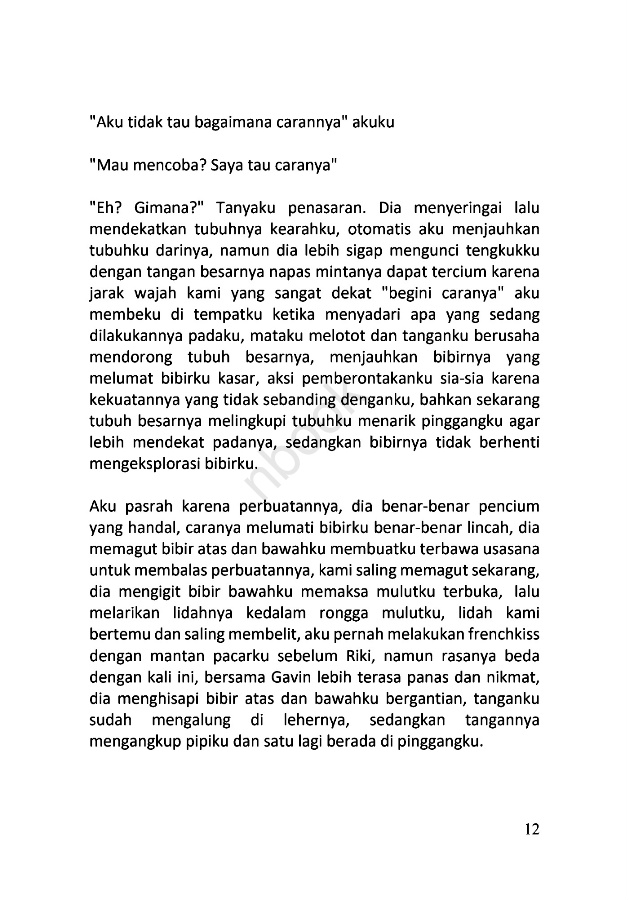 "Aku tidak tau bagaimana carannya" akuku
"Mau mencoba? Saya tau caranya"
"Eh? Gimana?" Tanyaku penasaran. Dia menyeringai lalu
mendekatkan tubuhnya kearahku, otomatis aku menjauhkan
tubuhku darinya, namun dia lebih sigap mengunci tengkukku
dengan tangan besarnya napas mintanya dapat tercium karena
jarak wajah kami yang sangat dekat "begini caranya" aku
membeku di tempatku ketika menyadari apa yang sedang
dilakukannya padaku, mataku melotot dan tanganku berusaha
mendorong tubuh besarnya, menjauhkan bibirnya yang
melumat bibirku kasar, aksi pemberontakanku sia-sia karena
kekuatannya yang tidak sebanding denganku, bahkan sekarang
tubuh besarnya melingkupi tubuhku menarik pinggangku agar
lebih mendekat padanya, sedangkan bibirnya tidak berhenti
mengeksplorasi bibirku.
Aku pasrah karena perbuatannya, dia benar-benar pencium
yang handal, caranya melumati bibirku benar-benar lincah, dia
memagut bibir atas dan bawahku membuatku terbawa usasana
untuk membalas perbuatannya, kami saling memagut sekarang,
dia mengigit bibir bawahku memaksa mulutku terbuka, lalu
melarikan lidahnya kedalam rongga mulutku, lidah kami
bertemu dan saling membelit, aku pernah melakukan frenchkiss
dengan mantan pacarku sebelum Riki, namun rasanya beda
dengan kali ini, bersama Gavin lebih terasa panas dan nikmat,
dia menghisapi bibir atas dan bawahku bergantian, tanganku
sudah mengalung di lehernya, sedangkan tangannya
mengangkup pipiku dan satu lagi berada di pinggangku.
nbook
12